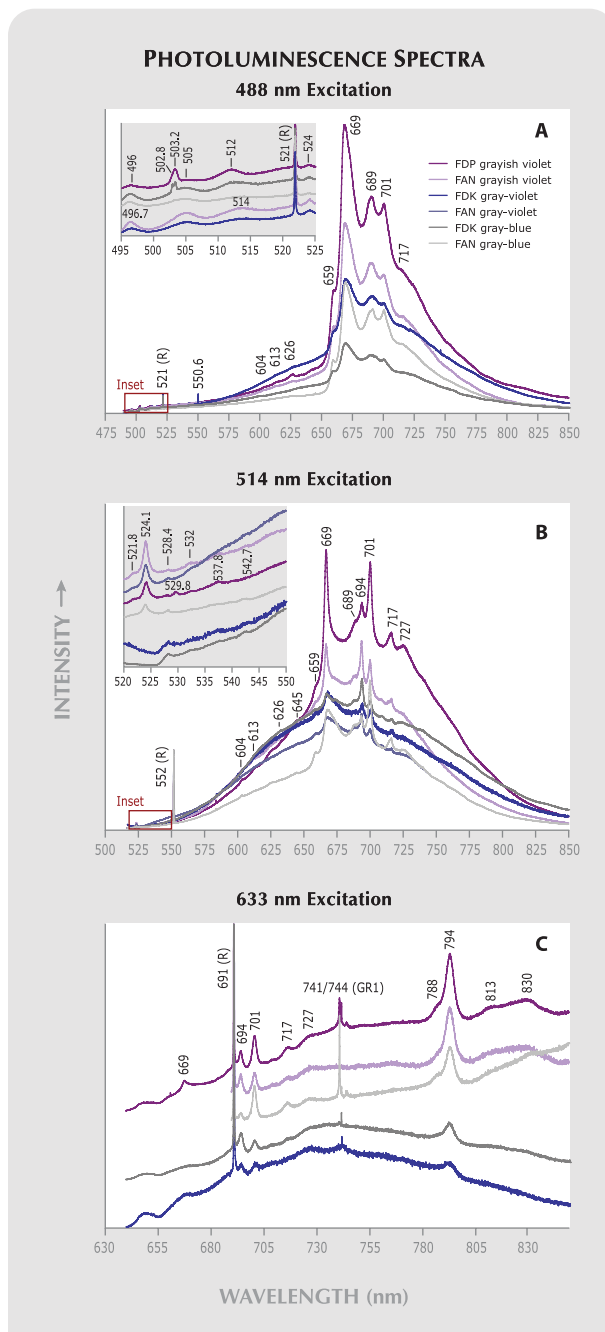 PHOTOLUMINESCENCE SPECTRA
488 nm Excitation
A
669
689
701
717
659
604
613
626
521 (R)
550.6
Inset
496
502.8
503.2
505
512
521 (R)
524
496.7
514
495 500 505 510 515 520 525
FDP grayish violet
FAN grayish violet
FDK gray-violet
FAN gray-violet
FDK gray-blue
FAN gray-blue
475 525 550 575 600 625 650 675 700 725 750 775 800 825 850
514 nm Excitation
B
521.8
524.1
528.4
532
529.8
537.8
542.7
520 525 530 535 540 545 550
669
701
689
694
717
727
659
645
626
613
604
552 (R)
Inset
500 525 550 575 600 625 650 675 700 725 750 775 800 825 850
INTENSITY →
633 nm Excitation
C
691 (R)
669
694
701
717
727
741/744 (GR1)
788
794
813
830
630 655 680 705 730 755 780 805 830
WAVELENGTH (nm)